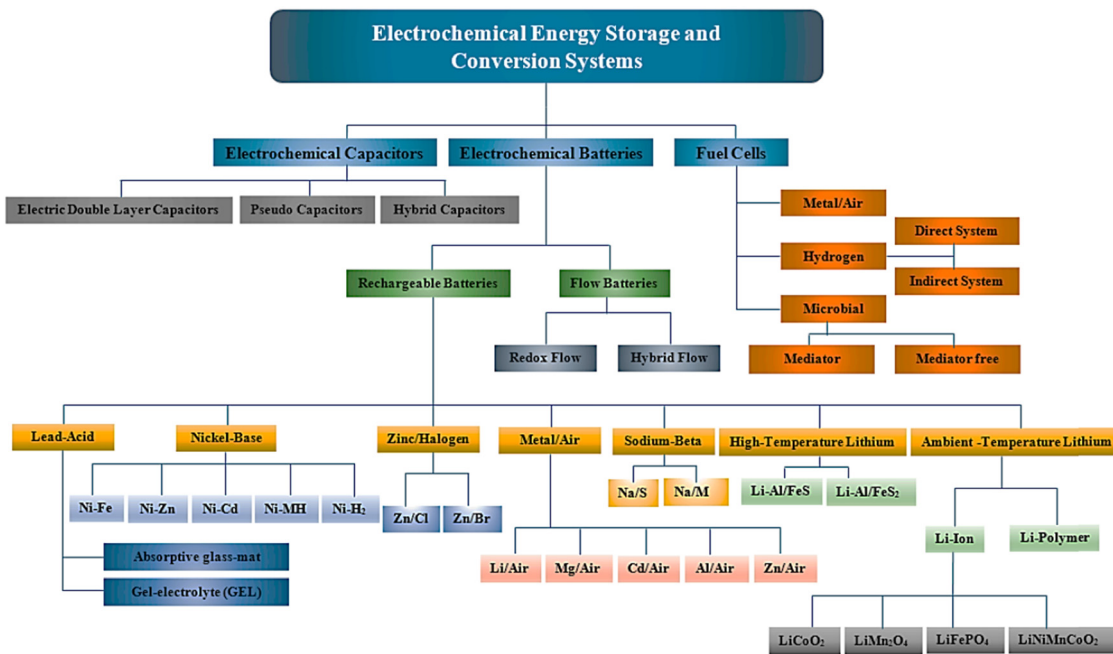 Electrochemical Energy Storage and
Conversion Systems
Electrochemical Capacitors
Electrochemical Batteries
Fuel Cells
Electric Double Layer Capacitors
Pseudo Capacitors
Hybrid Capacitors
Metal/Air
Direct System
Hydrogen
Indirect System
Rechargeable Batteries
Flow Batteries
Microbial
Redox Flow
Hybrid Flow
Mediator
Mediator free
Lead-Acid
Nickel-Base
Zinc/Halogen
Metal/Air
Sodium-Beta
High-Temperature Lithium
Ambient -Temperature Lithium
Ni-Fe
Ni-Zn
Ni-Cd
Ni-MH
Ni-H₂
Zn/Cl
Zn/Br
Na/S
Na/M
Li-Al/FeS
Li-Al/FeS₂
Li-Ion
Li-Polymer
Absorptive glass-mat
Gel-electrolyte (GEL)
Li/Air
Mg/Air
Cd/Air
Al/Air
Zn/Air
LiCoO₂
LiMn₂O₄
LiFePO₄
LiNiMnCoO₂